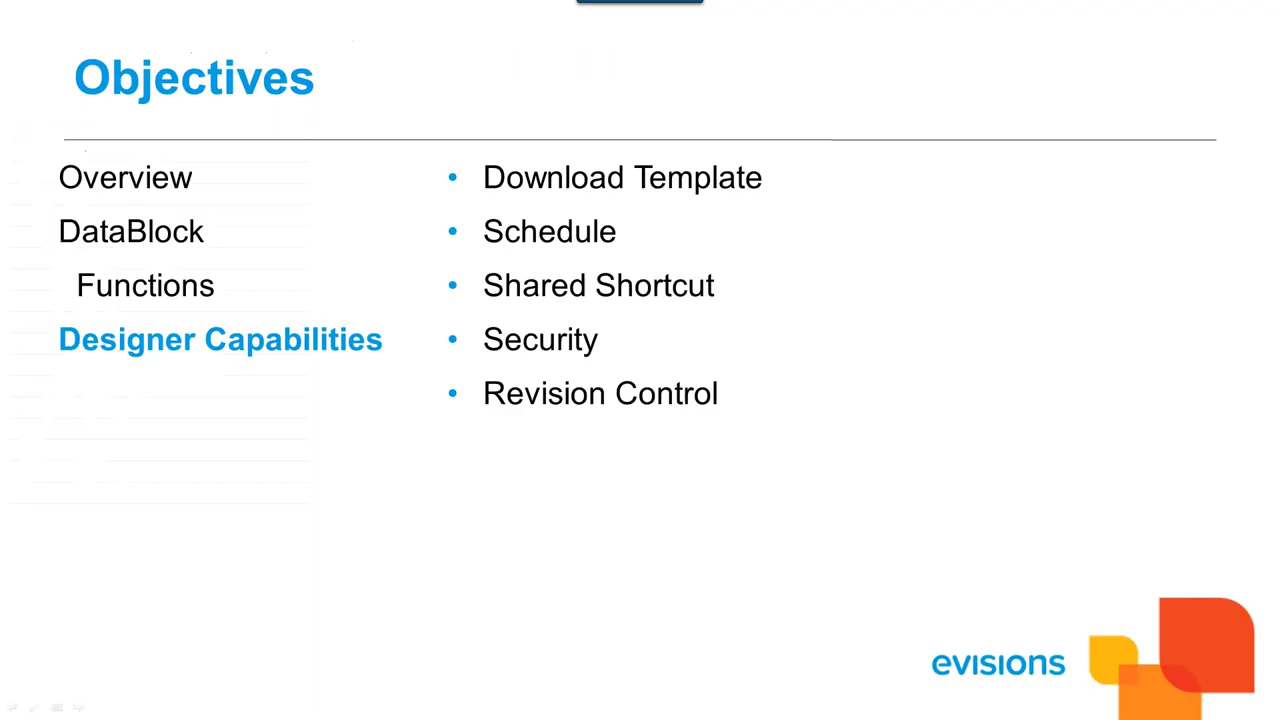 Objectives
Overview
DataBlock
Functions
Designer Capabilities
• Download Template
• Schedule
• Shared Shortcut
• Security
• Revision Control
evisions